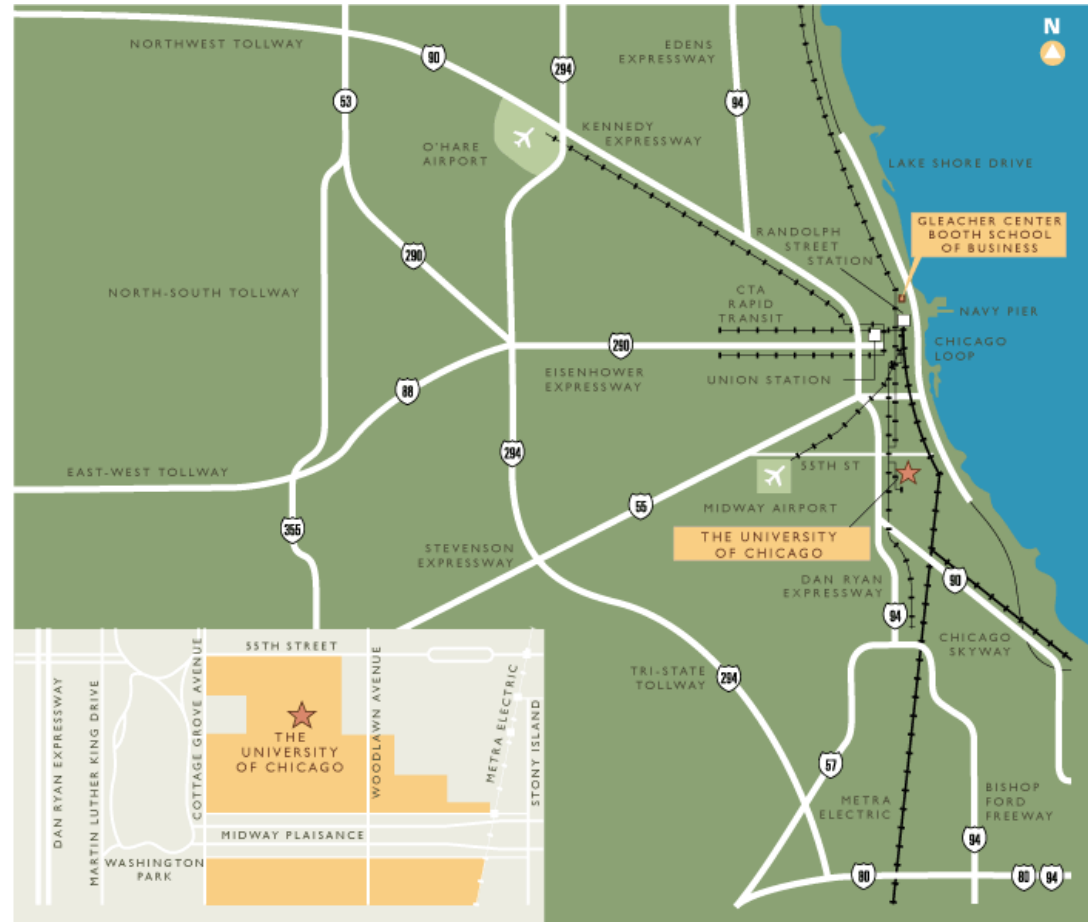 NORTHWEST TOLLWAY
90
294
EDENS
EXPRESSWAY
N
53
94
O'HARE
AIRPORT
KENNEDY
EXPRESSWAY
LAKE SHORE DRIVE
GLEACHER CENTER
BOOTH SCHOOL
OF BUSINESS
RANDOLPH
STREET
STATION
290
NORTH-SOUTH TOLLWAY
CTA
RAPID
TRANSIT
NAVY PIER
290
CHICAGO
LOOP
EISENHOWER
EXPRESSWAY
UNION STATION
88
294
EAST-WEST TOLLWAY
55TH ST
MIDWAY AIRPORT
55
355
THE UNIVERSITY
OF CHICAGO
STEVENSON
EXPRESSWAY
DAN RYAN
EXPRESSWAY
90
94
CHICAGO
SKYWAY
TRI-STATE
TOLLWAY
294
57
METRA
ELECTRIC
BISHOP
FORD
FREEWAY
94
80
80
94
55TH STREET
DAN RYAN EXPRESSWAY
MARTIN LUTHER KING DRIVE
COTTAGE GROVE AVENUE
WOODLAWN AVENUE
METRA ELECTRIC
STONY ISLAND
THE
UNIVERSITY
OF CHICAGO
MIDWAY PLAISANCE
WASHINGTON
PARK